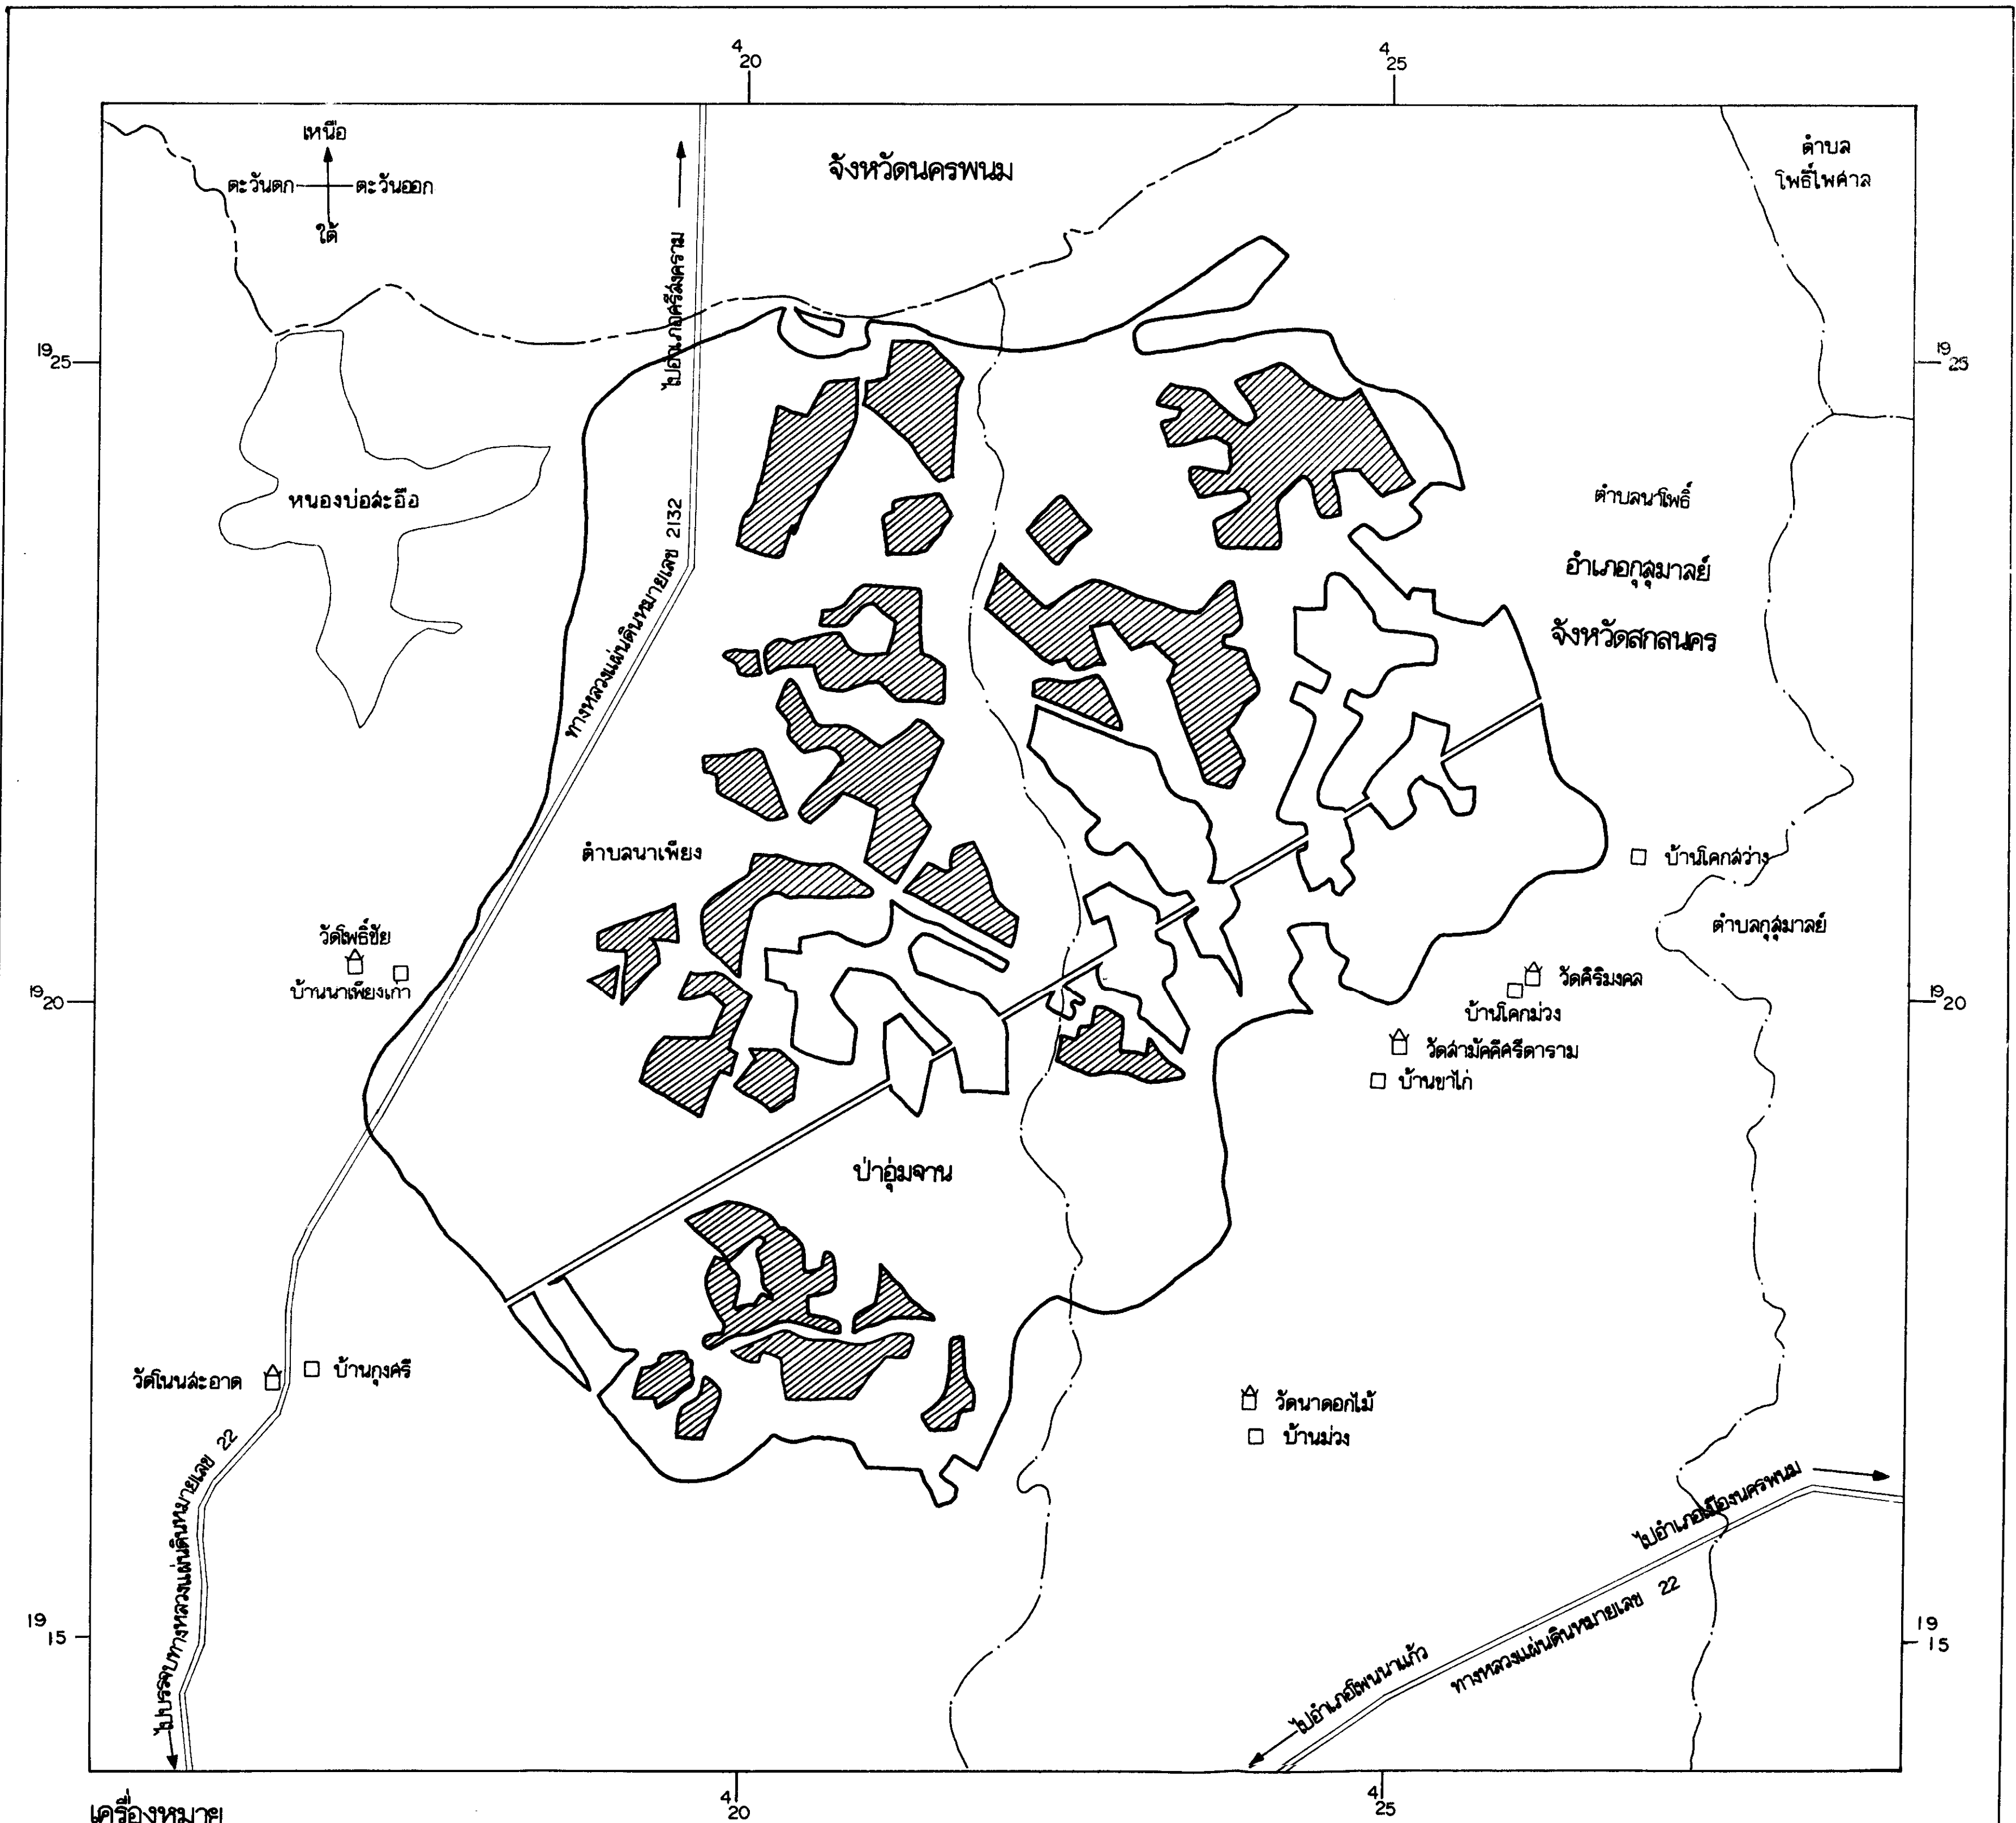 4 20
4 25
เหนือ
ตะวันตก ตะวันออก
ใต้
จังหวัดนครพนม
ตำบล
โพธิไพศาล
ไปอำเภอศรีสงคราม
19 25
19 25
หนองบ่อสะอือ
ทางหลวงแผ่นดินหมายเลข 2132
ตำบลนาโพธิ์
อำเภอกุสุมาลย์
จังหวัดสกลนคร
ตำบลนาเพียง
บ้านโคกสว่าง
ตำบลกุสุมาลย์
วัดโพธิ์ชัย
บ้านนาเพียงเก่า
วัดคิรีมงคล
บ้านโคกม่วง
19 20
19 20
วัดสามัคคีศรีดาราม
บ้านขาไก่
ป่าอุ่มจาน
บ้านกุงศรี
วัดโนนสะอาด
วัดนาดอกไม้
บ้านม่วง
ไปบรรจบทางหลวงแผ่นดินหมายเลข 22
ไปอำเภอเมืองนครพนม
ทางหลวงแผ่นดินหมายเลข 22
ไปอำเภอโพนนาแก้ว
19 15
19 15
4 20
4 25
เครื่องหมาย